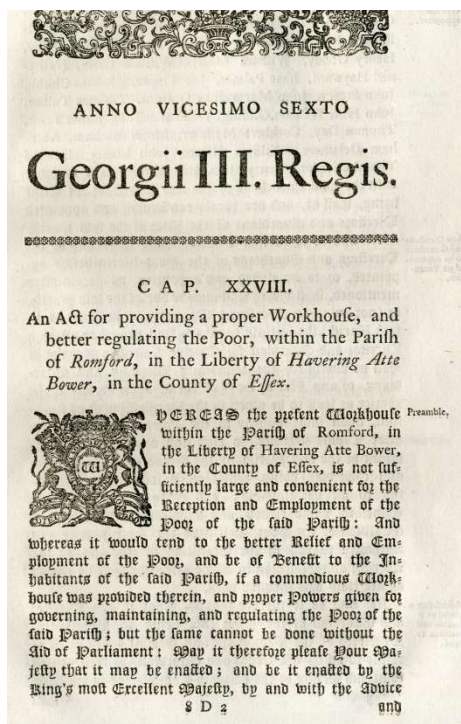 ANNO VICESIMO SEXTO
Georgii III. Regis.
CAP. XXVIII.
An Act for providing a proper Workhouſe, and
better regulating the Poor, within the Pariſh
of Romford, in the Liberty of Havering Atte
Bower, in the County of Eſſex.
WHEREAS the preſent Workhouſe
Preamble.
within the Pariſh of Romford, in
the Liberty of Havering Atte Bower,
in the County of Eſſex, is not ſuf-
ficiently large and convenient for the
Reception and Employment of the
Poor of the ſaid Pariſh: And
whereas it would tend to the better Relief and Em-
ployment of the Poor, and be of Benefit to the In-
habitants of the ſaid Pariſh, if a commodious Work-
houſe was provided therein, and proper Powers given for
governing, maintaining, and regulating the Poor of the
ſaid Pariſh; but the ſame cannot be done without the
Aid of Parliament: May it therefore pleaſe Your Ma-
jeſty that it may be enacted; and be it enacted by the
King's moſt Excellent Majeſty, by and with the Advice
8 D 2
and